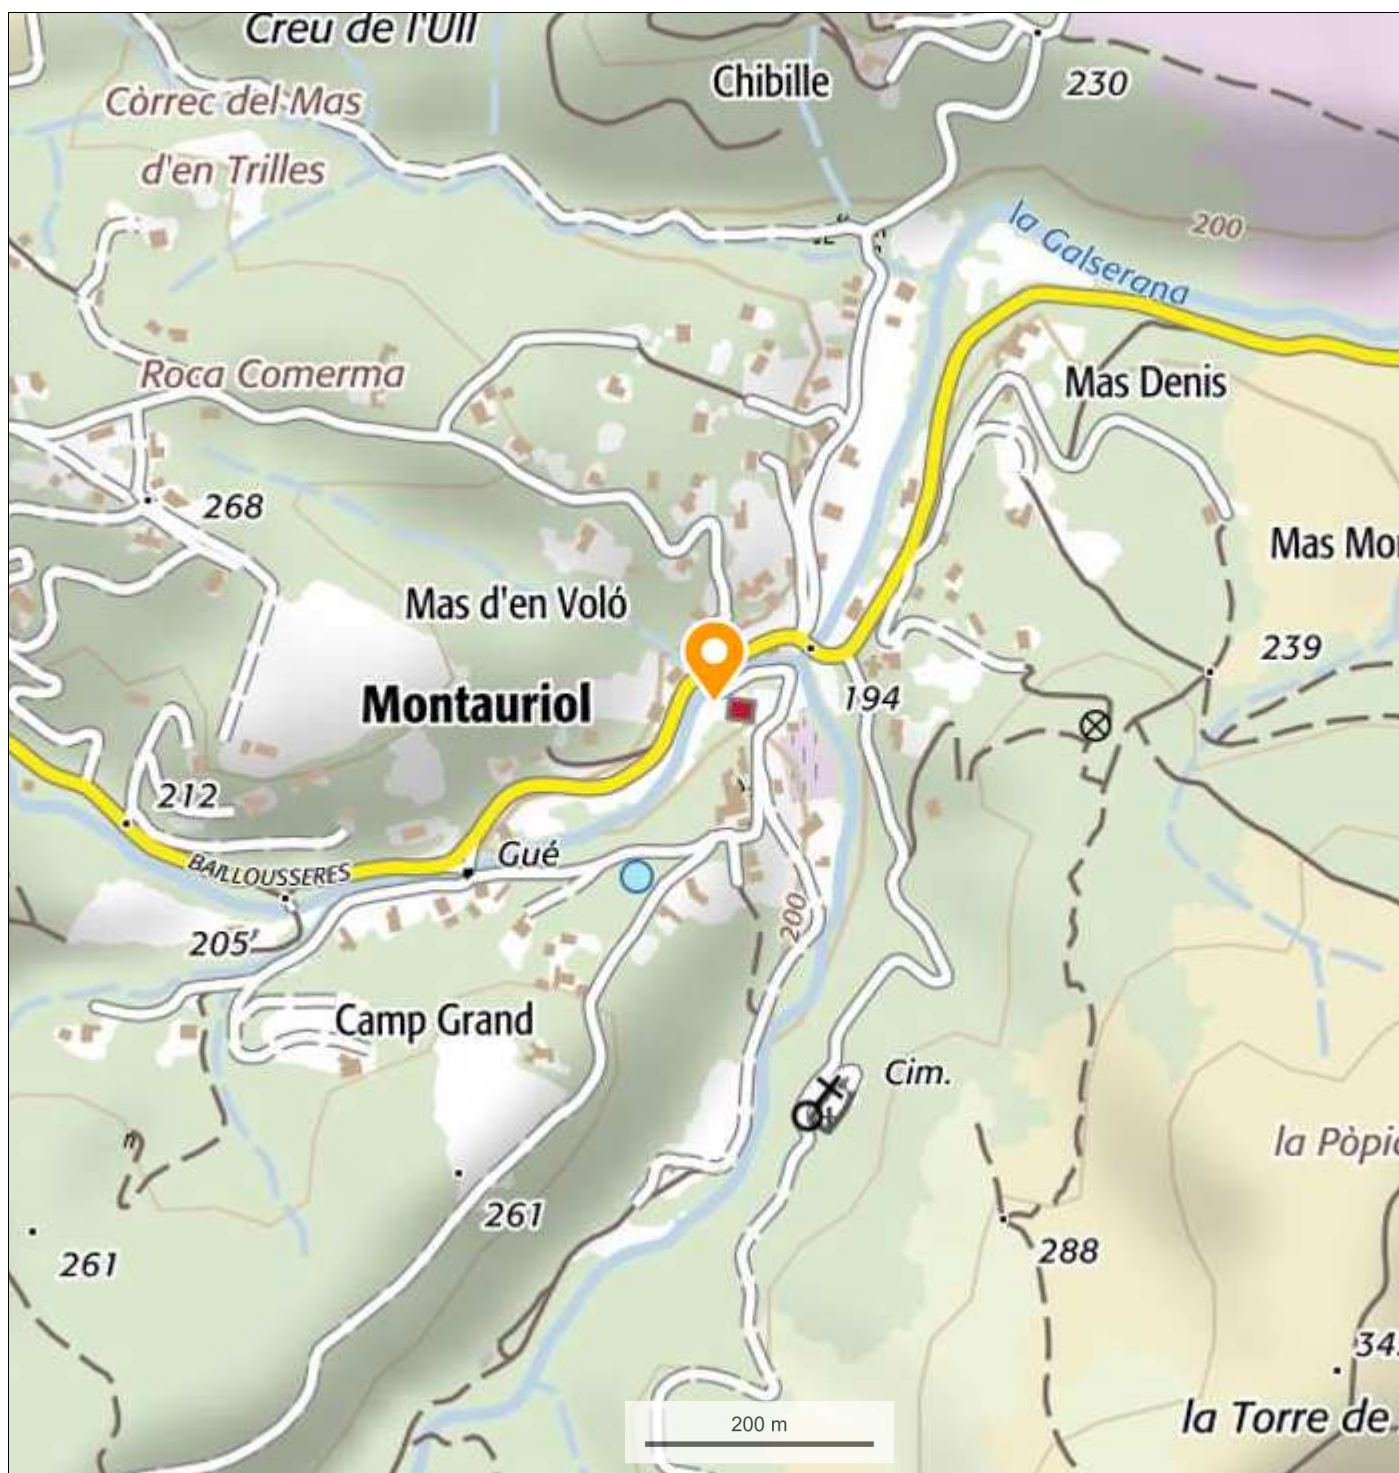 Creu de l'Ull
Chibille
230
Còrrec del Mas
d'en Trilles
la Galserana
200
Roca Comerma
Mas Denis
268
Mas Mo
Mas d'en Voló
239
Montauriol
194
212
Gué
BAILLOUSSERES
200
205
Camp Grand
Cim.
la Pòpi
261
261
288
34
la Torre de
200 m